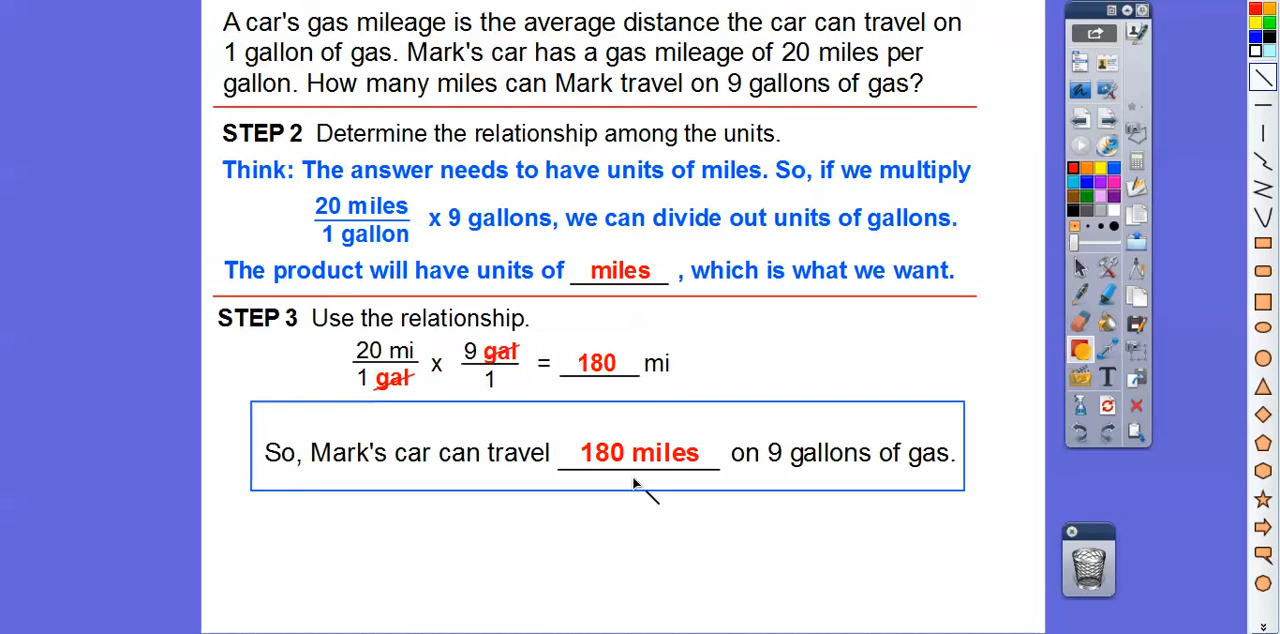 A car's gas mileage is the average distance the car can travel on
1 gallon of gas. Mark's car has a gas mileage of 20 miles per
gallon. How many miles can Mark travel on 9 gallons of gas?
STEP 2 Determine the relationship among the units.
Think: The answer needs to have units of miles. So, if we multiply
20 miles
1 gallon
x 9 gallons, we can divide out units of gallons.
The product will have units of miles , which is what we want.
STEP 3 Use the relationship.
20 mi
1 gal
x
9 gal
1
= 180 mi
So, Mark's car can travel 180 miles on 9 gallons of gas.
T